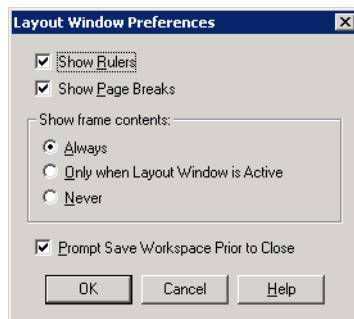 Layout Window Preferences
Show Rulers
Show Page Breaks
Show frame contents:
Always
Only when Layout Window is Active
Never
Prompt Save Workspace Prior to Close
OK Cancel Help